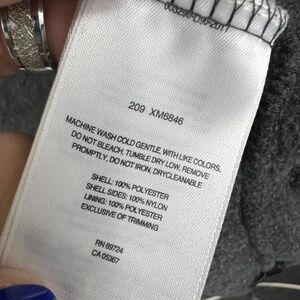 209 XM6846
MACHINE WASH COLD GENTLE, WITH LIKE COLORS,
DO NOT BLEACH, TUMBLE DRY LOW, REMOVE
PROMPTLY, DO NOT IRON, DRYCLEANABLE
SHELL: 100% POLYESTER
SHELL SIDES: 100% NYLON
LINING: 100% POLYESTER
EXCLUSIVE OF TRIMMING
RN 66724
CA 05367